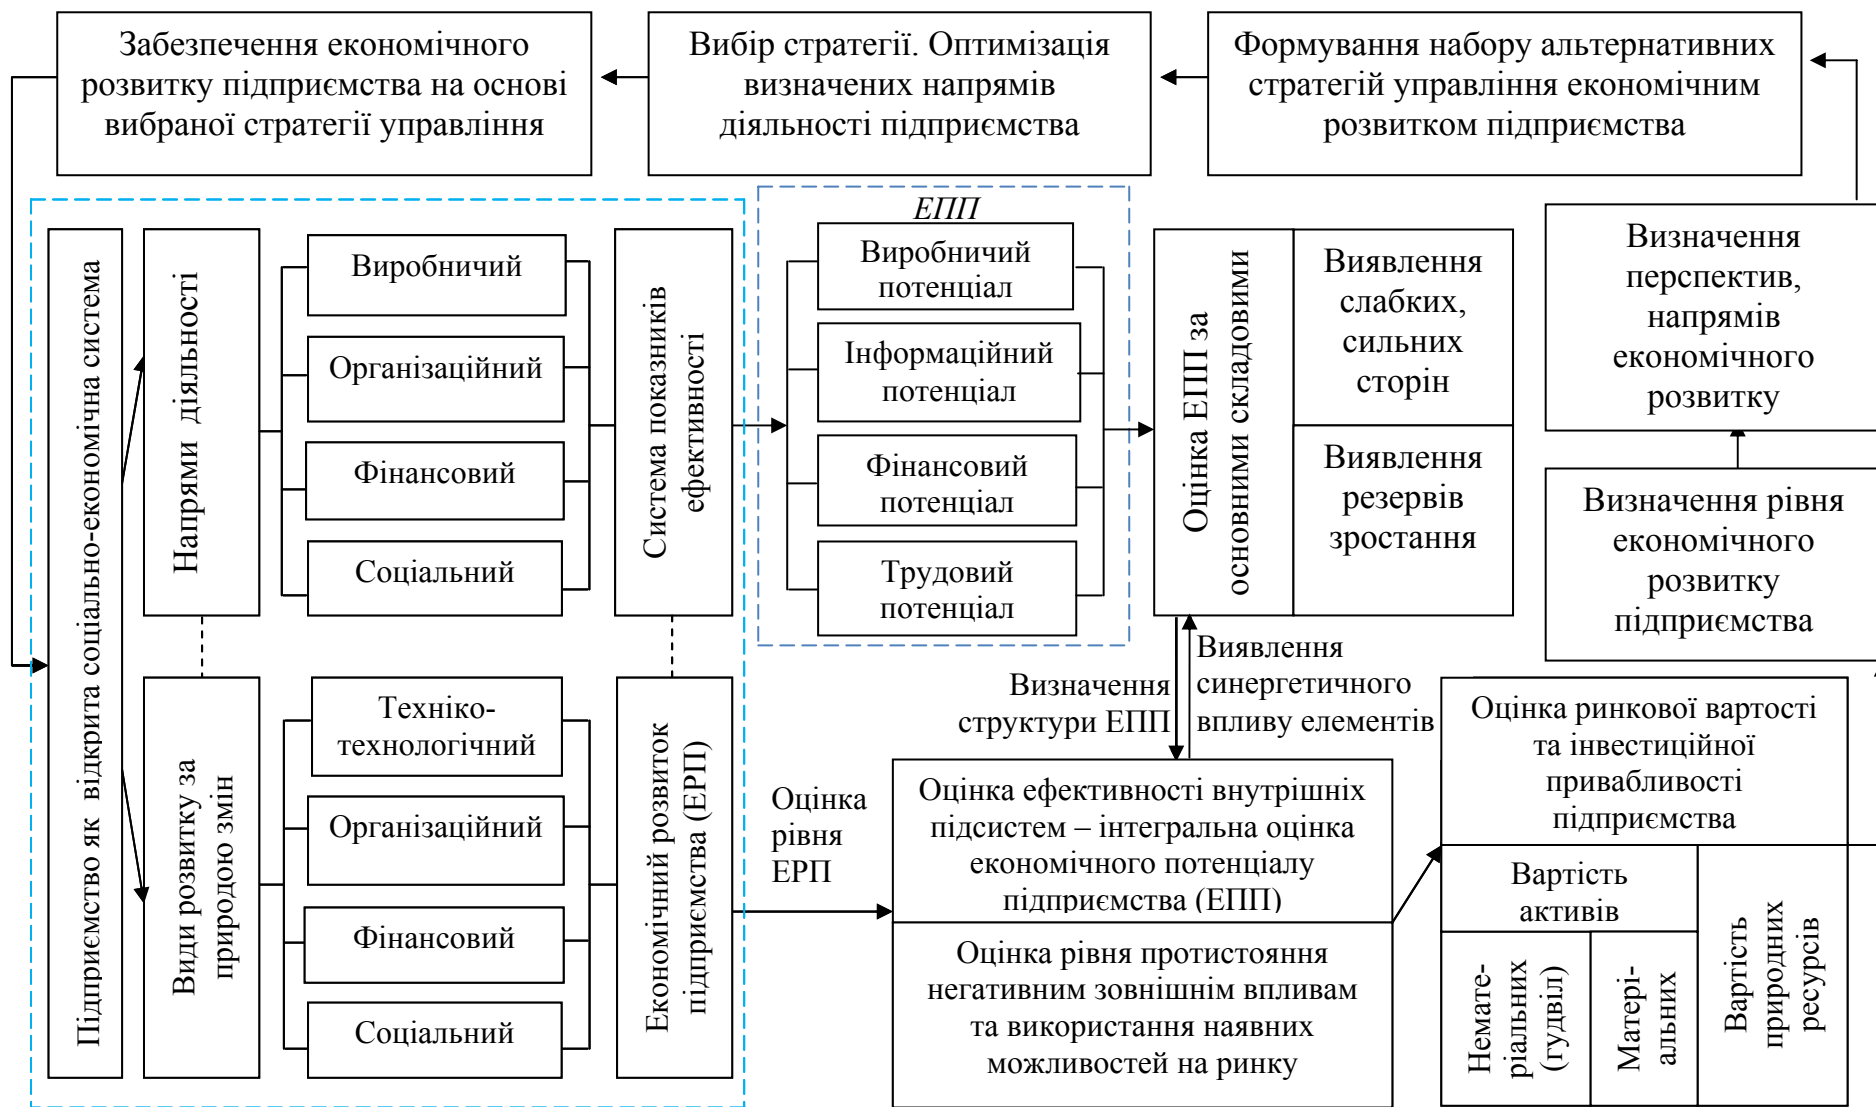 Забезпечення економічного
розвитку підприємства на основі
вибраної стратегії управління
Вибір стратегії. Оптимізація
визначених напрямів
діяльності підприємства
Формування набору альтернативних
стратегій управління економічним
розвитком підприємства
Підприємство як відкрита соціально-економічна система
Напрями діяльності
Виробничий
Організаційний
Фінансовий
Соціальний
Система показників
ефективності
Види розвитку за
природою змін
Техніко-
технологічний
Організаційний
Фінансовий
Соціальний
Економічний розвиток
підприємства (ЕРП)
ЕПП
Виробничий
потенціал
Інформаційний
потенціал
Фінансовий
потенціал
Трудовий
потенціал
Оцінка ЕПП за
основними складовими
Виявлення
слабких,
сильних
сторін
Виявлення
резервів
зростання
Визначення
перспектив,
напрямів
економічного
розвитку
Визначення рівня
економічного
розвитку
підприємства
Визначення
структури ЕПП
Виявлення
синергетичного
впливу елементів
Оцінка
рівня
ЕРП
Оцінка ефективності внутрішніх
підсистем – інтегральна оцінка
економічного потенціалу
підприємства (ЕПП)
Оцінка рівня протистояння
негативним зовнішнім впливам
та використання наявних
можливостей на ринку
Оцінка ринкової вартості
та інвестиційної
привабливості
підприємства
Вартість
активів
Немате-
ріальних
(гудвіл)
Матері-
альних
Вартість
природних
ресурсів